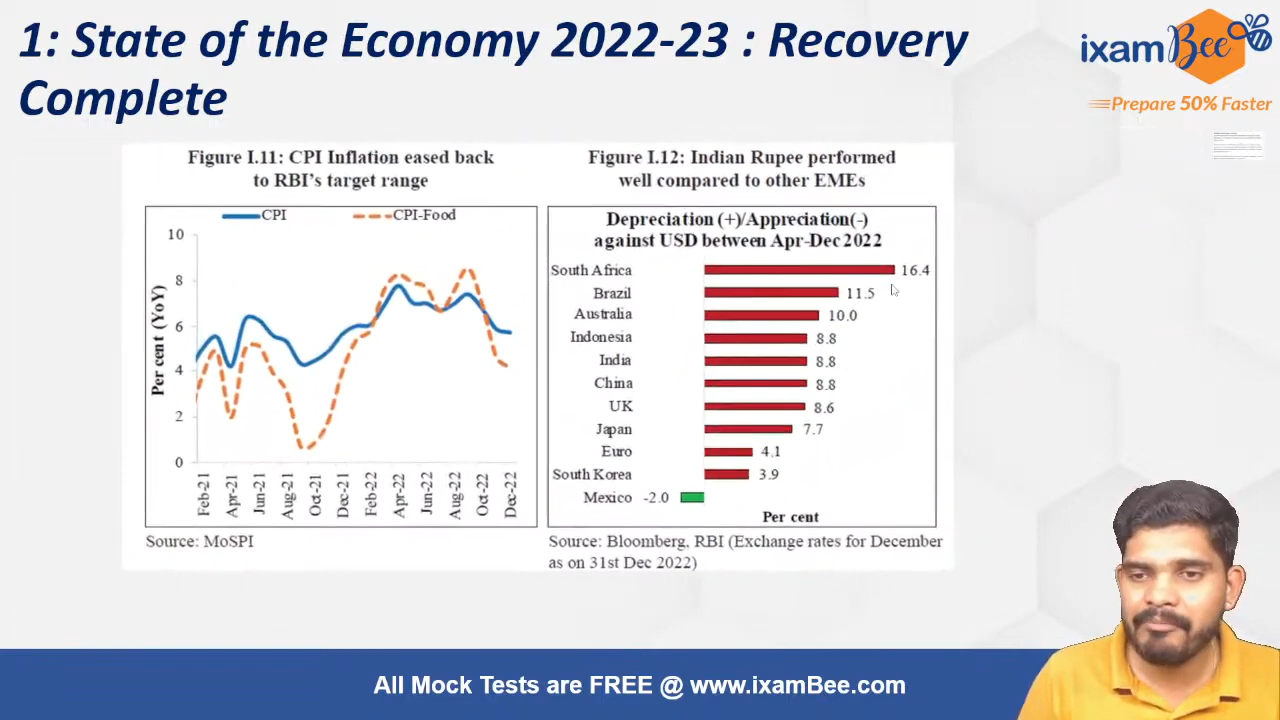 1: State of the Economy 2022-23 : Recovery
Complete
ixamBee
Prepare 50% Faster
Figure I.11: CPI Inflation eased back
to RBI's target range
CPI
CPI-Food
Per cent (YoY)
10
8
6
4
2
0
Feb-21
Apr-21
Jun-21
Aug-21
Oct-21
Dec-21
Feb-22
Apr-22
Jun-22
Aug-22
Oct-22
Dec-22
Source: MoSPI
Figure I.12: Indian Rupee performed
well compared to other EMEs
Depreciation (+)/Appreciation(-)
against USD between Apr-Dec 2022
South Africa 16.4
Brazil 11.5
Australia 10.0
Indonesia 8.8
India 8.8
China 8.8
UK 8.6
Japan 7.7
Euro 4.1
South Korea 3.9
Mexico -2.0
Per cent
Source: Bloomberg, RBI (Exchange rates for December
as on 31st Dec 2022)
All Mock Tests are FREE @ www.ixamBee.com